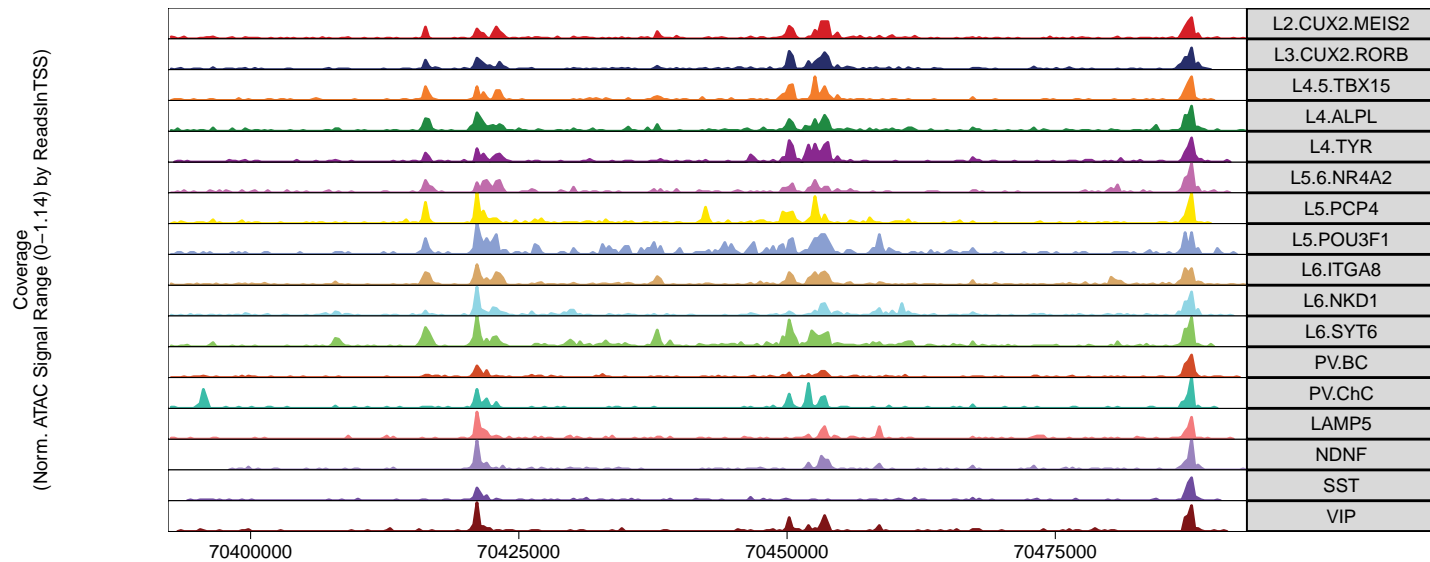 Coverage
(Norm. ATAC Signal Range (0−1.14) by ReadsInTSS)
L2.CUX2.MEIS2
L3.CUX2.RORB
L4.5.TBX15
L4.ALPL
L4.TYR
L5.6.NR4A2
L5.PCP4
L5.POU3F1
L6.ITGA8
L6.NKD1
L6.SYT6
PV.BC
PV.ChC
LAMP5
NDNF
SST
VIP
70400000 70425000 70450000 70475000